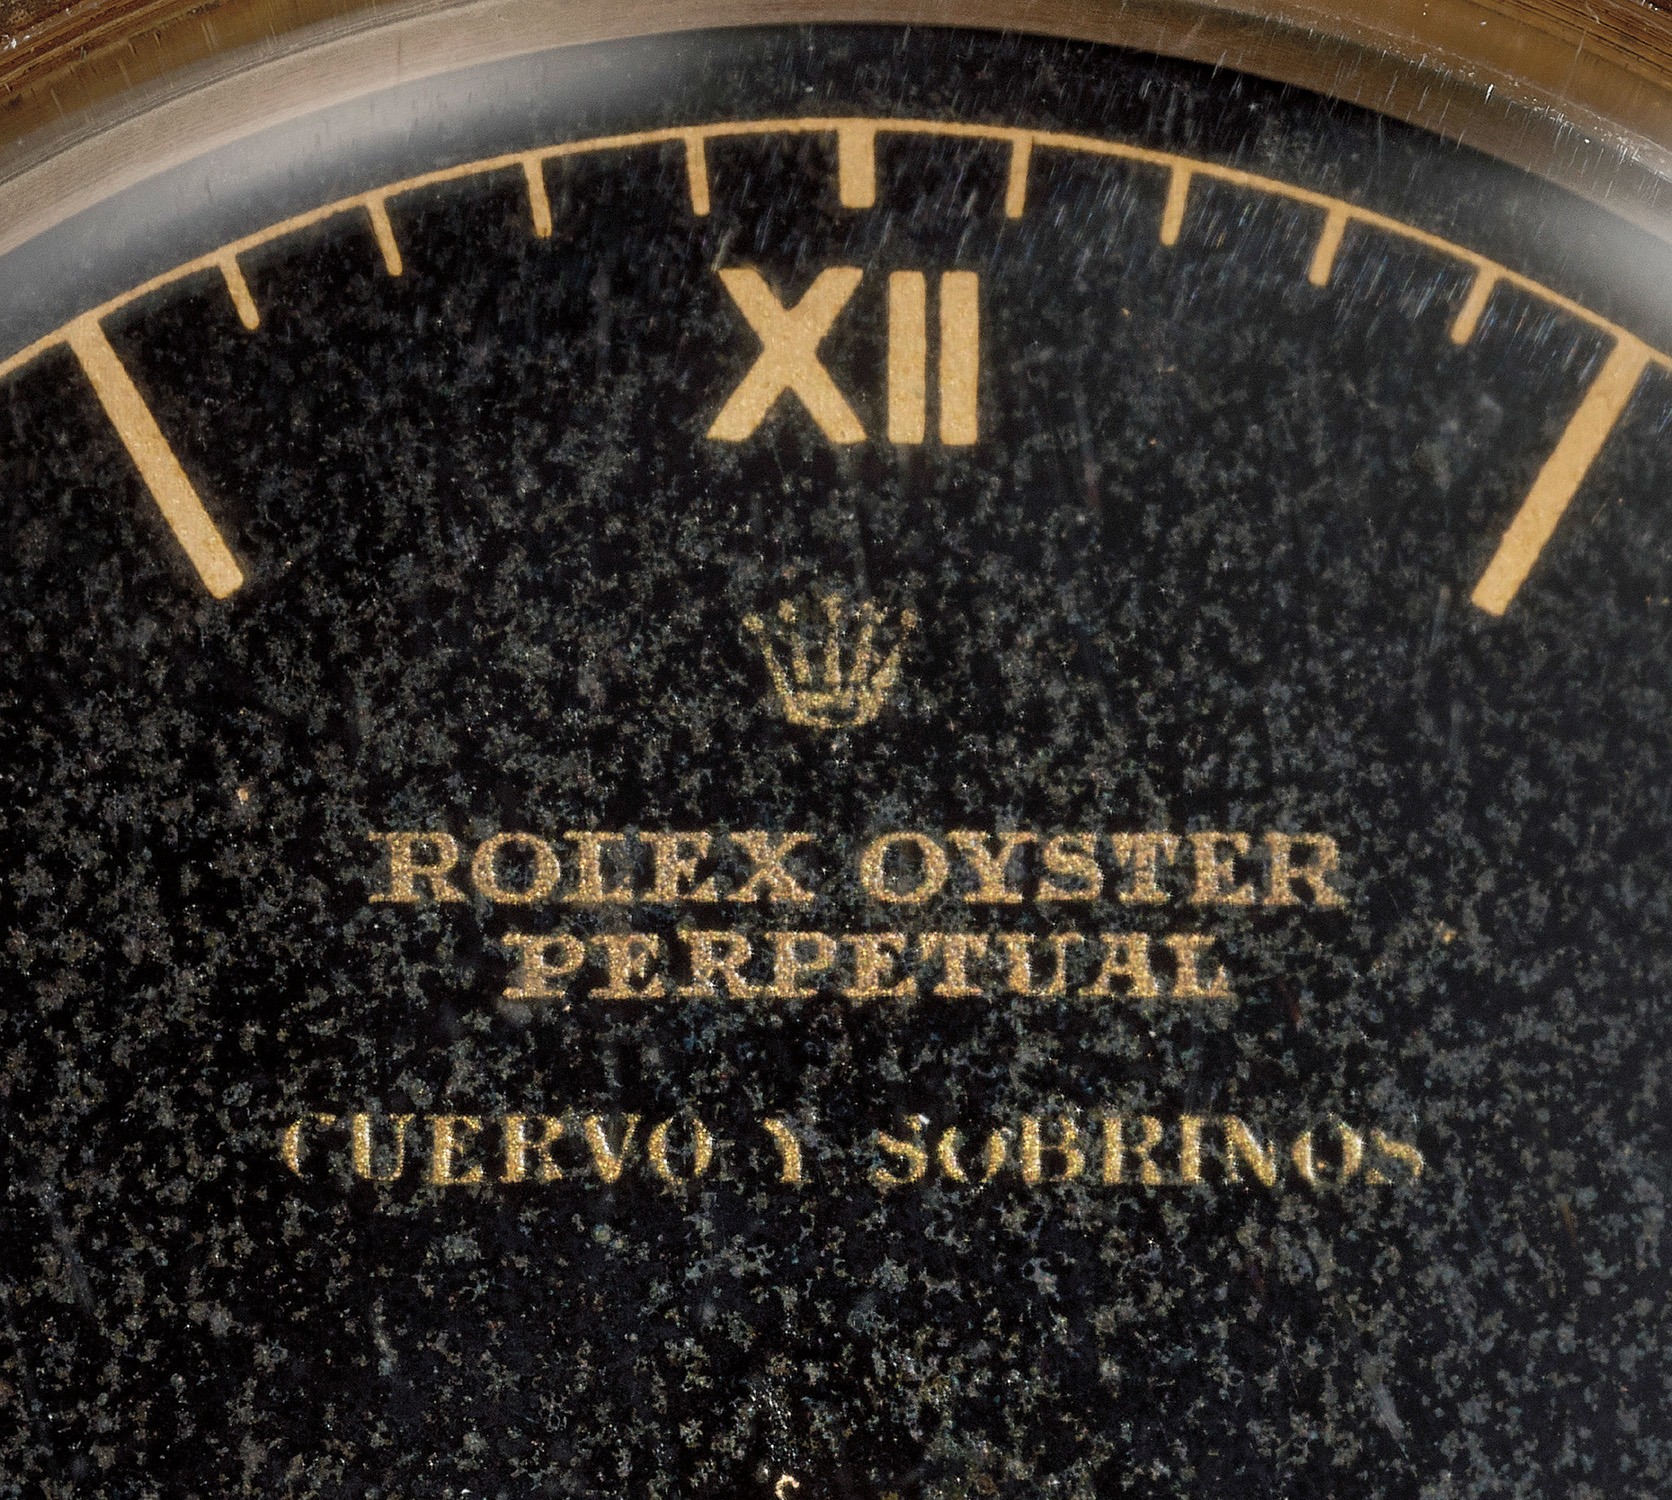 XII
ROLEX OYSTER
PERPETUAL
CUERVO Y SOBRINOS